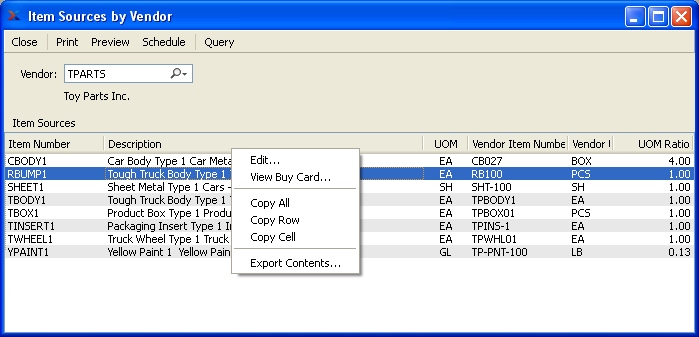 Item Sources by Vendor
Close Print Preview Schedule Query
Vendor: TPARTS
Toy Parts Inc.
Item Sources
Item Number Description UOM Vendor Item Numbe Vendor UOM Ratio
CBODY1 Car Body Type 1 Car Meta EA CB027 BOX 4.00
RBUMP1 Tough Truck Body Type 1 EA RB100 PCS 1.00
SHEET1 Sheet Metal Type 1 Cars - SH SHT-100 SH 1.00
TBODY1 Tough Truck Body Type 1 EA TPBODY1 EA 1.00
TBOX1 Product Box Type 1 Produ EA TPBOX01 PCS 1.00
TINSERT1 Packaging Insert Type 1 I EA TPINS-1 EA 1.00
TWHEEL1 Truck Wheel Type 1 Truck EA TPWHL01 EA 1.00
YPAINT1 Yellow Paint 1 Yellow Pain GL TP-PNT-100 LB 0.13
Edit...
View Buy Card...
Copy All
Copy Row
Copy Cell
Export Contents...